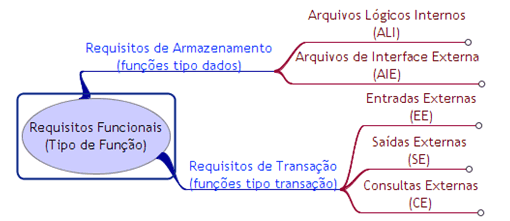 Arquivos Lógicos Internos
(ALI)
Requisitos de Armazenamento
(funções tipo dados)
Arquivos de Interface Externa
(AIE)
Requisitos Funcionais
(Tipo de Função)
Entradas Externas
(EE)
Requisitos de Transação
(funções tipo transação)
Saídas Externas
(SE)
Consultas Externas
(CE)